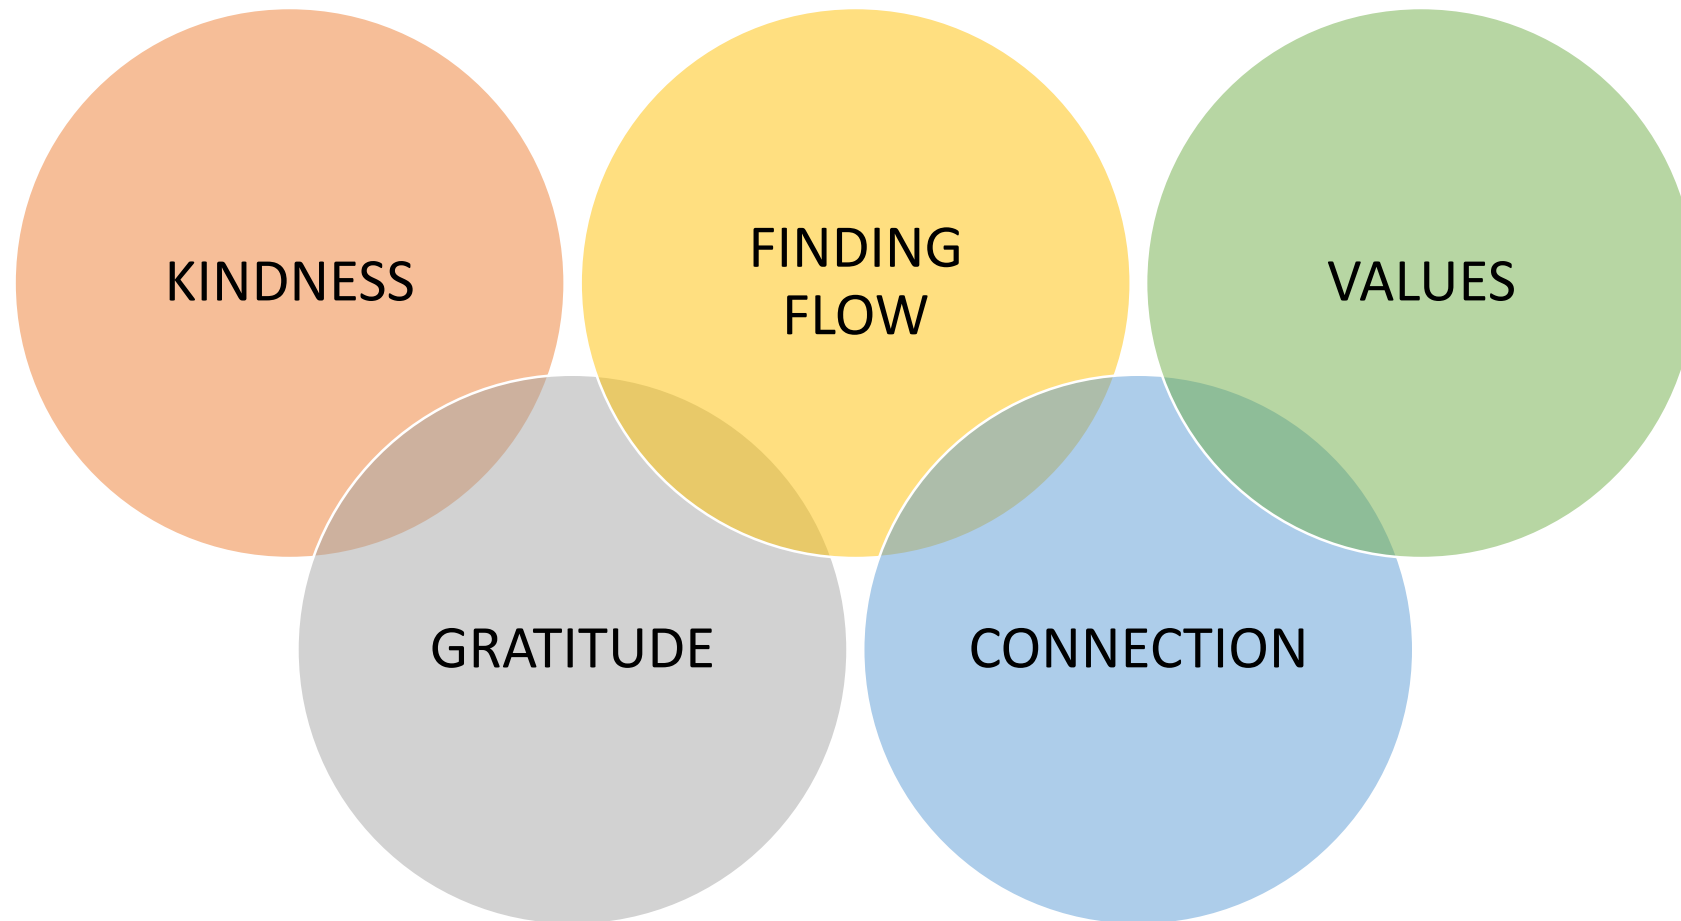 KINDNESS
FINDING
FLOW
VALUES
GRATITUDE
CONNECTION